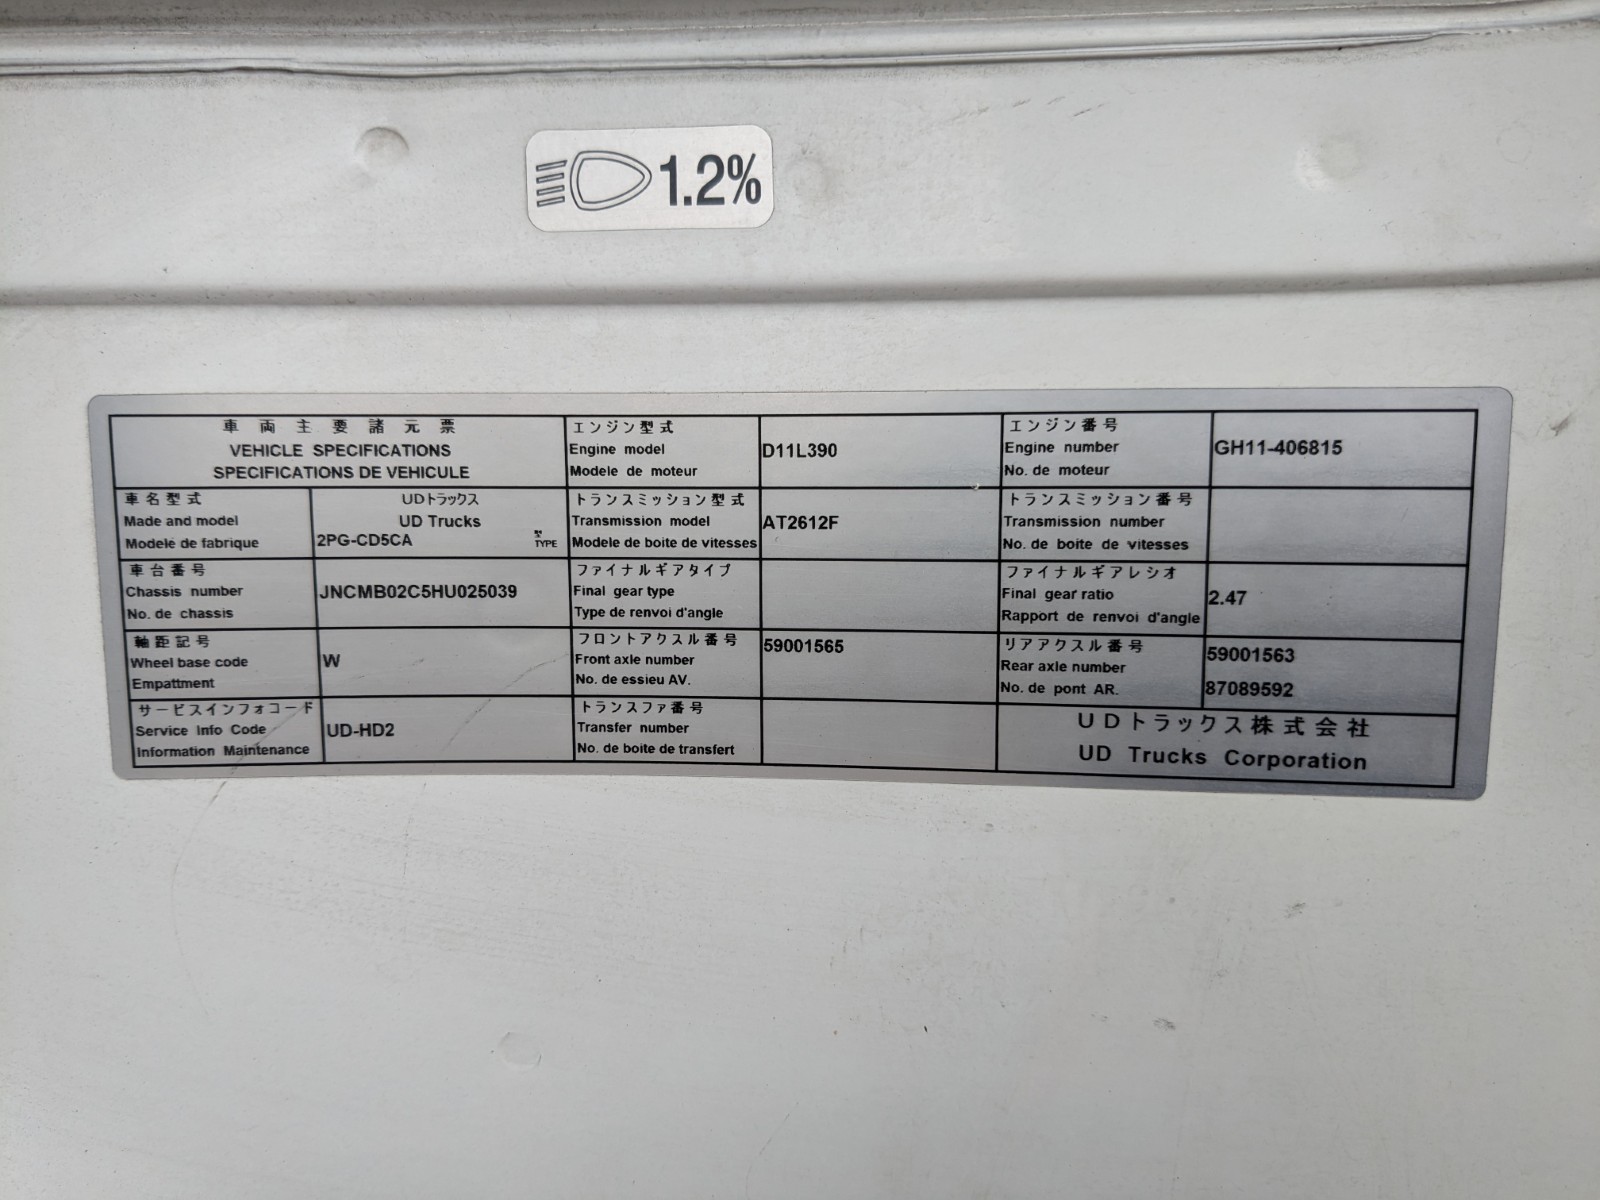 1.2%
車両主要諸元票
VEHICLE SPECIFICATIONS
SPECIFICATIONS DE VEHICULE
エンジン型式
Engine model
Modele de moteur
D11L390
エンジン番号
Engine number
No. de moteur
GH11-406815
車名型式
Made and model
Modele de fabrique
UDトラックス
UD Trucks
2PG-CD5CA
型式
TYPE
トランスミッション型式
Transmission model
Modele de boite de vitesses
AT2612F
トランスミッション番号
Transmission number
No. de boite de vitesses
車台番号
Chassis number
No. de chassis
JNCMB02C5HU025039
ファイナルギアタイプ
Final gear type
Type de renvoi d'angle
ファイナルギアレシオ
Final gear ratio
Rapport de renvoi d'angle
2.47
軸距記号
Wheel base code
Empattment
W
フロントアクスル番号
Front axle number
No. de essieu AV.
59001565
リアアクスル番号
Rear axle number
No. de pont AR.
59001563
87089592
サービスインフォコード
Service Info Code
Information Maintenance
UD-HD2
トランスファ番号
Transfer number
No. de boite de transfert
UDトラックス株式会社
UD Trucks Corporation